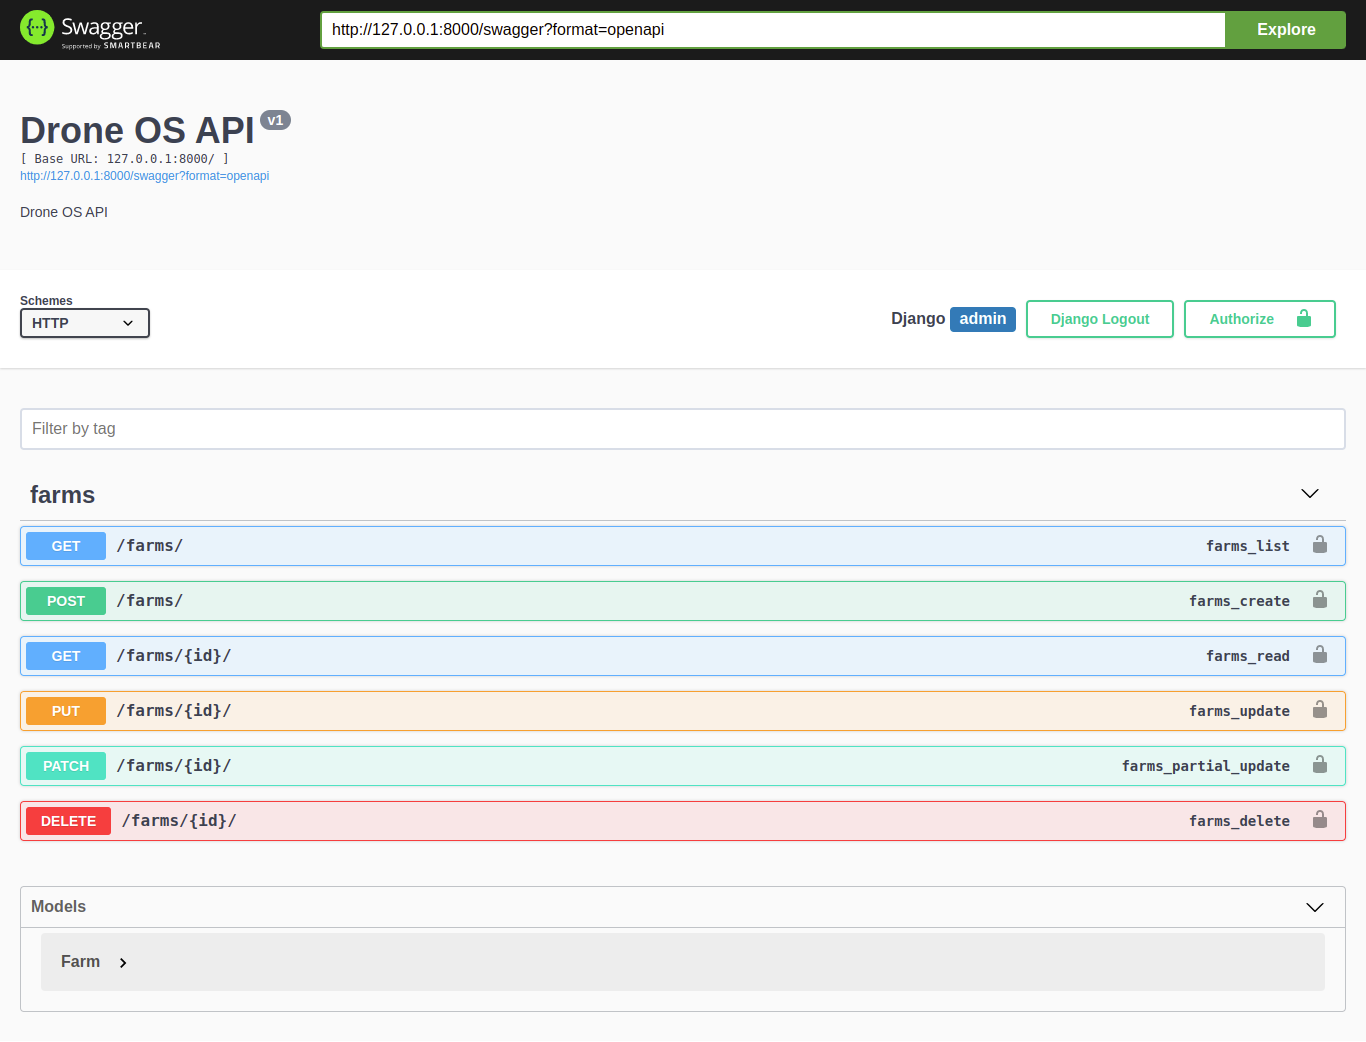 {···} Swagger™
Supported by SMARTBEAR
http://127.0.0.1:8000/swagger?format=openapi
Explore
Drone OS API v1
[ Base URL: 127.0.0.1:8000/ ]
http://127.0.0.1:8000/swagger?format=openapi
Drone OS API
Schemes
HTTP
Django admin
Django Logout
Authorize
Filter by tag
farms
GET /farms/ farms_list
POST /farms/ farms_create
GET /farms/{id}/ farms_read
PUT /farms/{id}/ farms_update
PATCH /farms/{id}/ farms_partial_update
DELETE /farms/{id}/ farms_delete
Models
Farm